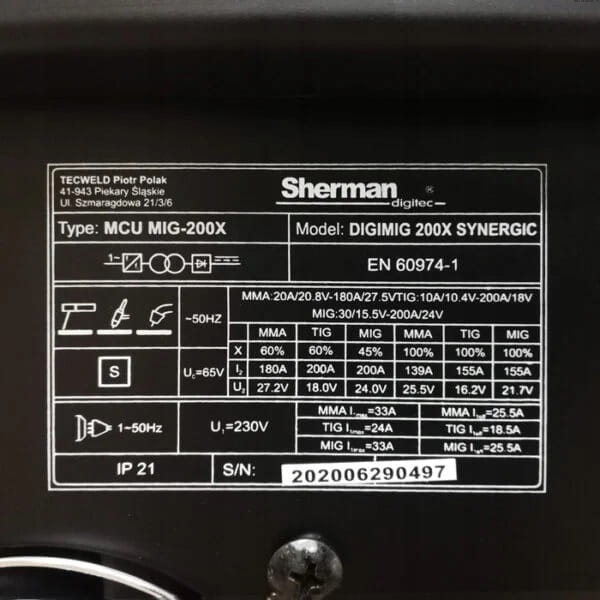 TECWELD Piotr Polak
41-943 Piekary Śląskie
Ul. Szmaragdowa 21/3/6
Sherman ®
digitec
Type: MCU MIG-200X
Model: DIGIMIG 200X SYNERGIC
1~
EN 60974-1
~50HZ
MMA:20A/20.8V-180A/27.5VTIG:10A/10.4V-200A/18V
MIG:30/15.5V-200A/24V
MMA TIG MIG MMA TIG MIG
X 60% 60% 45% 100% 100% 100%
I₂ 180A 200A 200A 139A 155A 155A
U₂ 27.2V 18.0V 24.0V 25.5V 16.2V 21.7V
S
U₀=65V
1~50Hz
U₁=230V
MMA I₁max=33A MMA I₁eff=25.5A
TIG I₁max=24A TIG I₁eff=18.5A
MIG I₁max=33A MIG I₁eff=25.5A
IP 21
S/N: 202006290497